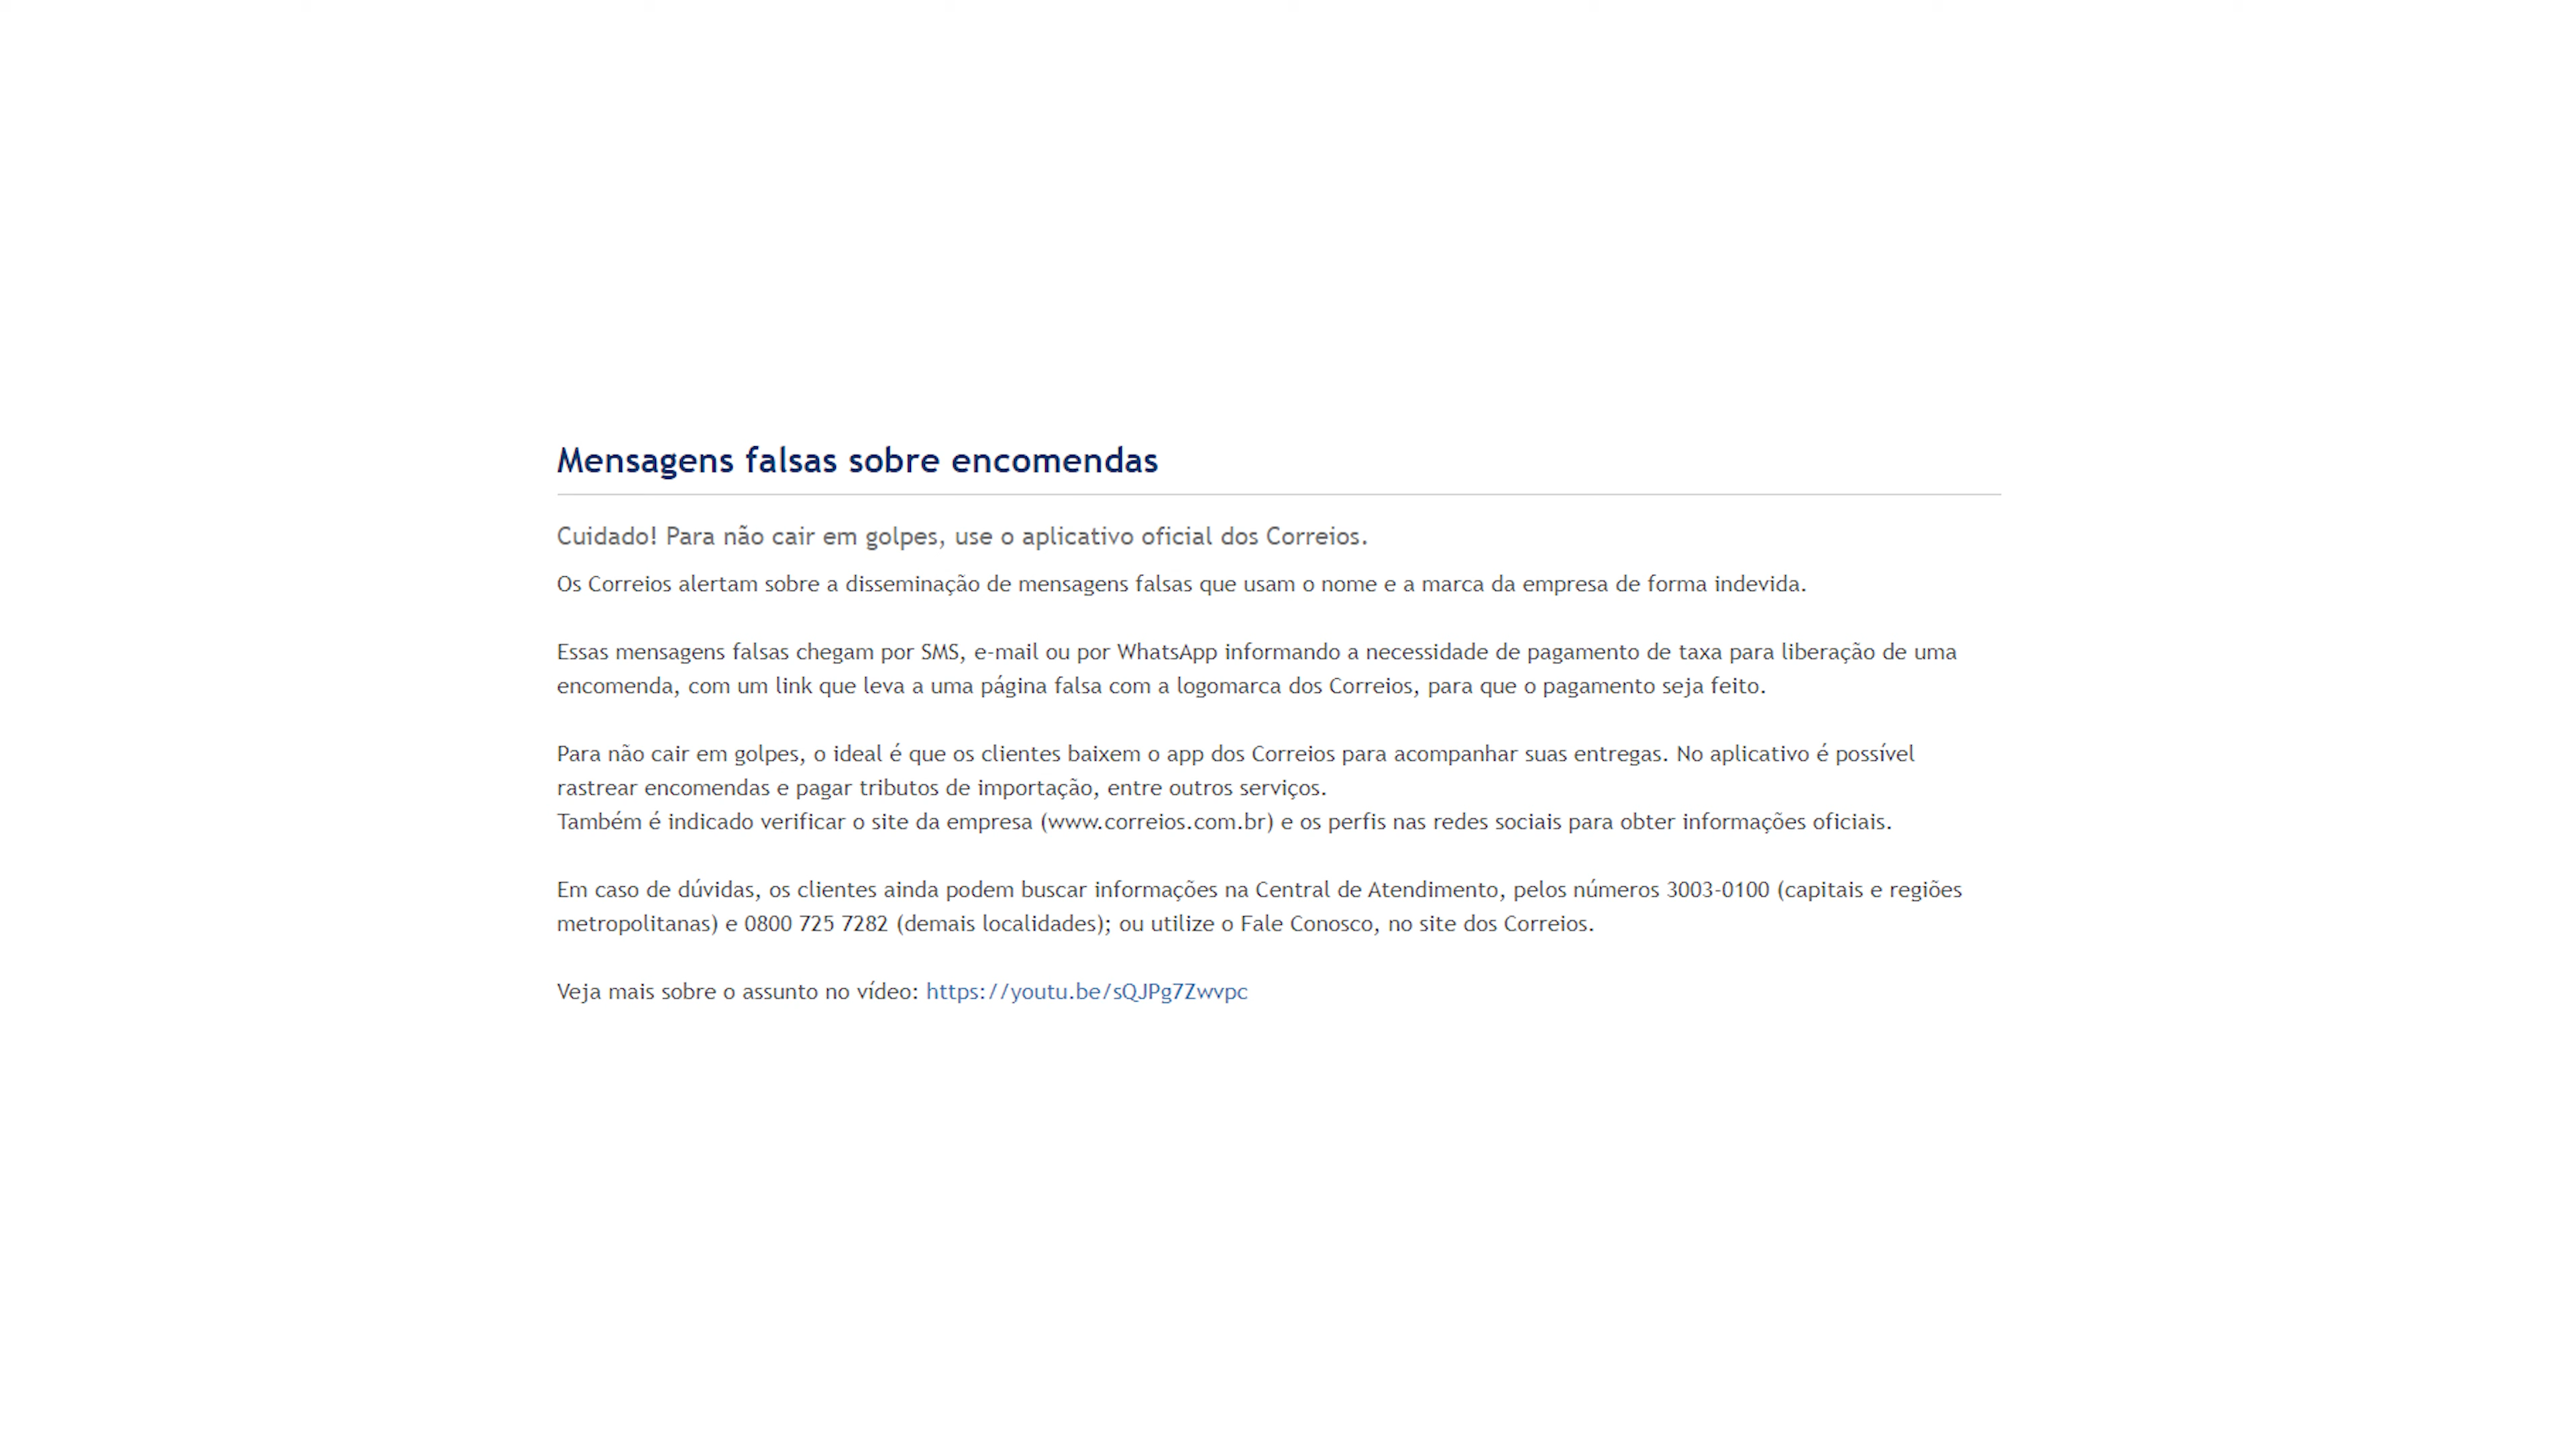 Mensagens falsas sobre encomendas
Cuidado! Para não cair em golpes, use o aplicativo oficial dos Correios.
Os Correios alertam sobre a disseminação de mensagens falsas que usam o nome e a marca da empresa de forma indevida.
Essas mensagens falsas chegam por SMS, e-mail ou por WhatsApp informando a necessidade de pagamento de taxa para liberação de uma
encomenda, com um link que leva a uma página falsa com a logomarca dos Correios, para que o pagamento seja feito.
Para não cair em golpes, o ideal é que os clientes baixem o app dos Correios para acompanhar suas entregas. No aplicativo é possível
rastrear encomendas e pagar tributos de importação, entre outros serviços.
Também é indicado verificar o site da empresa (www.correios.com.br) e os perfis nas redes sociais para obter informações oficiais.
Em caso de dúvidas, os clientes ainda podem buscar informações na Central de Atendimento, pelos números 3003-0100 (capitais e regiões
metropolitanas) e 0800 725 7282 (demais localidades); ou utilize o Fale Conosco, no site dos Correios.
Veja mais sobre o assunto no vídeo: https://youtu.be/sQJPg7Zwvpc